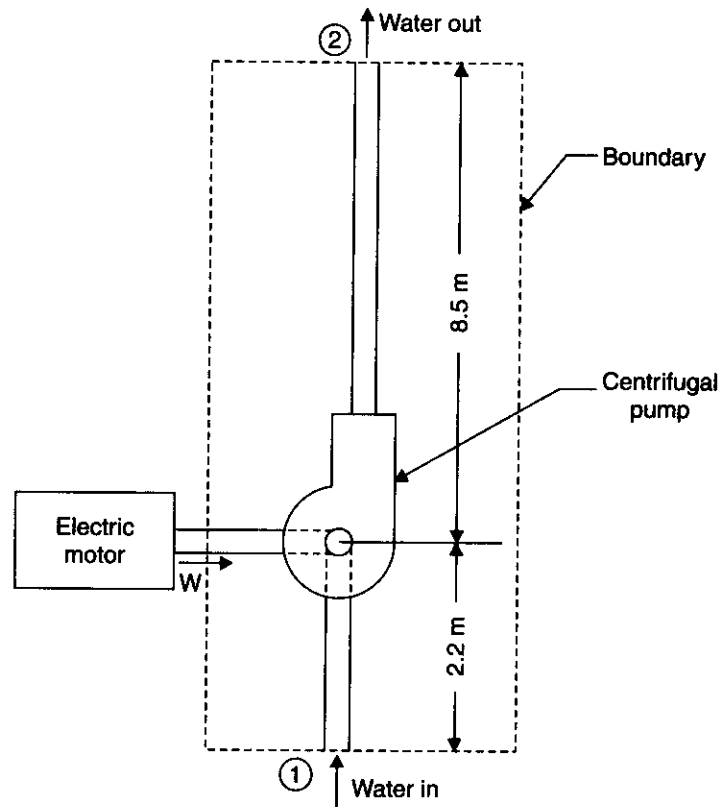 ② Water out
Boundary
8.5 m
Centrifugal
pump
Electric
motor
W
2.2 m
① Water in